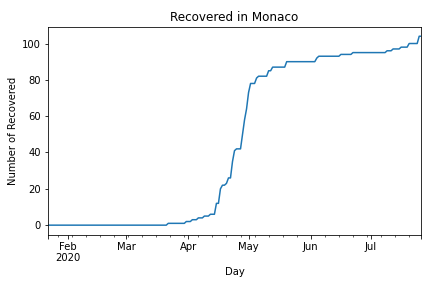 Recovered in Monaco
Number of Recovered
100
80
60
40
20
0
Feb
2020
Mar
Apr
May
Jun
Jul
Day